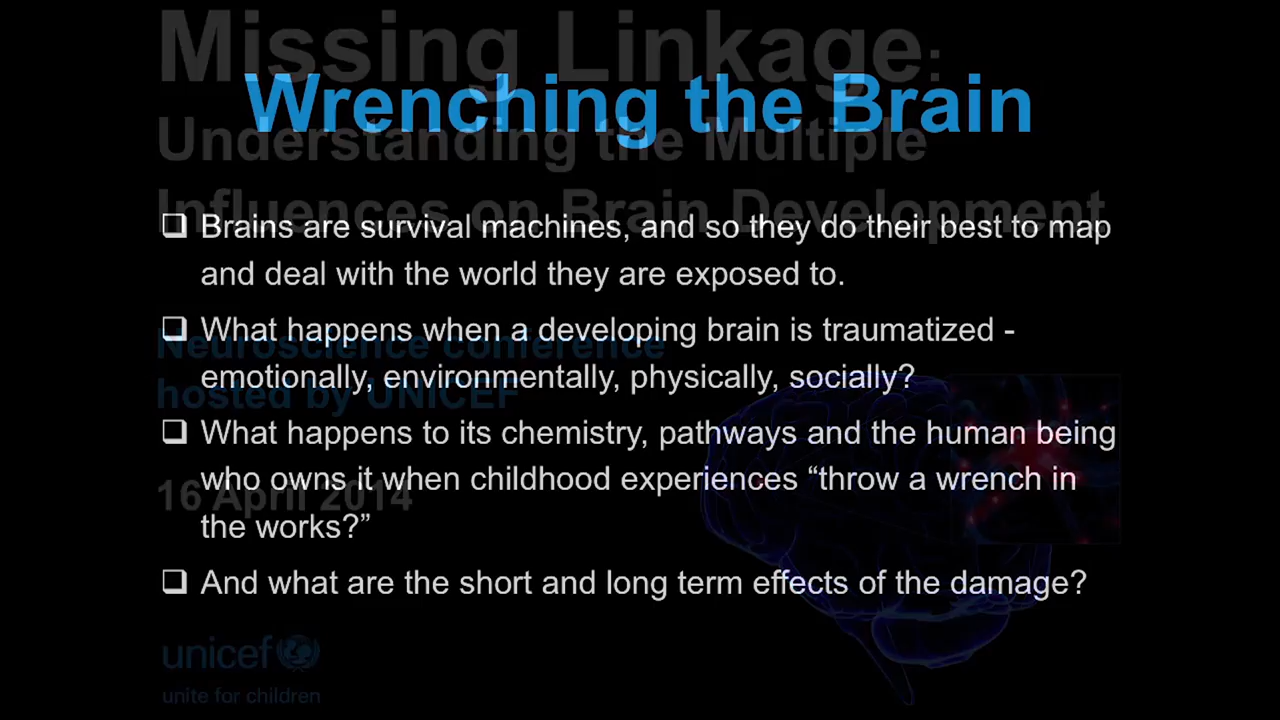 Missing Linkage:
Wrenching the Brain
Understanding the Multiple
Influences on Brain Development
❑ Brains are survival machines, and so they do their best to map
and deal with the world they are exposed to.
❑ What happens when a developing brain is traumatized -
Neuroscience conference
emotionally, environmentally, physically, socially?
hosted by UNICEF
❑ What happens to its chemistry, pathways and the human being
who owns it when childhood experiences “throw a wrench in
16 April 2014
the works?”
❑ And what are the short and long term effects of the damage?
unicef
unite for children